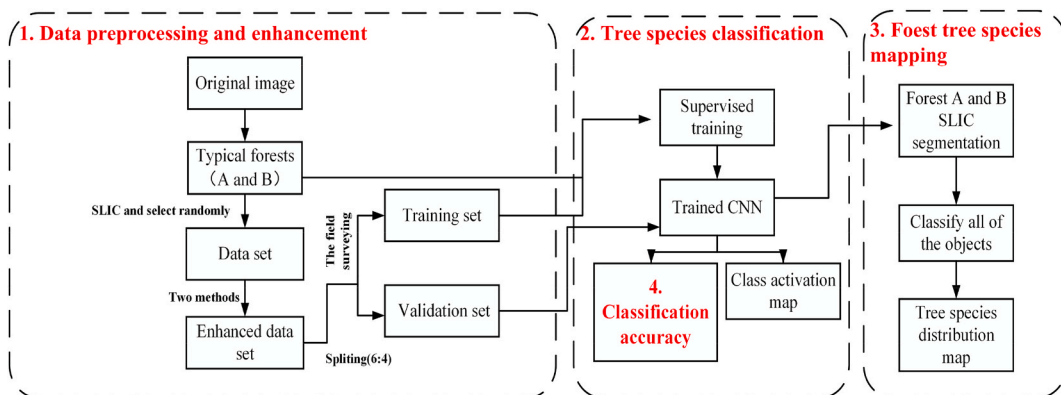 1. Data preprocessing and enhancement
Original image
Typical forests
（A and B）
SLIC and select randomly
Data set
Two methods
Enhanced data
set
The field
surveying
Spliting(6:4)
Training set
Validation set
2. Tree species classification
Supervised
training
Trained CNN
4.
Classification
accuracy
Class activation
map
3. Foest tree species
mapping
Forest A and B
SLIC
segmentation
Classify all of
the objects
Tree species
distribution
map